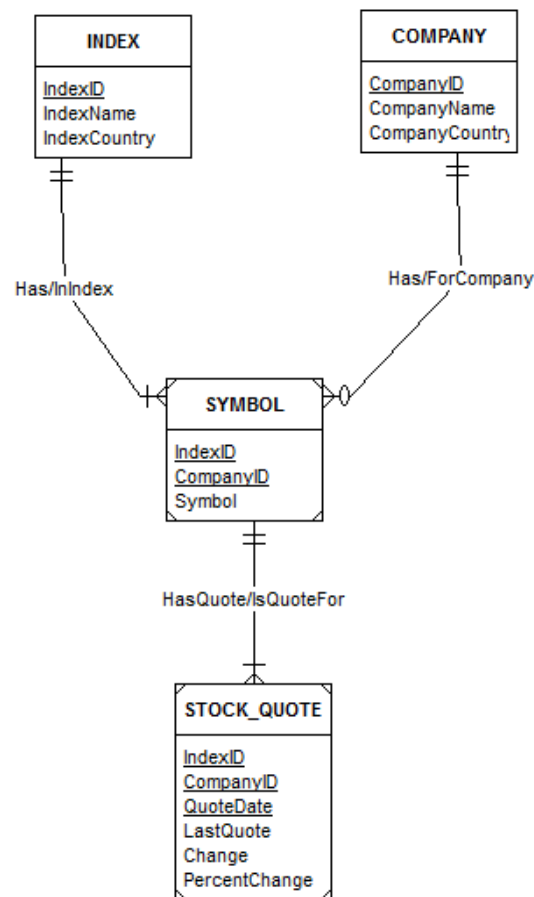 INDEX
IndexID
IndexName
IndexCountry
COMPANY
CompanyID
CompanyName
CompanyCountry
Has/InIndex
Has/ForCompany
SYMBOL
IndexID
CompanyID
Symbol
HasQuote/IsQuoteFor
STOCK_QUOTE
IndexID
CompanyID
QuoteDate
LastQuote
Change
PercentChange